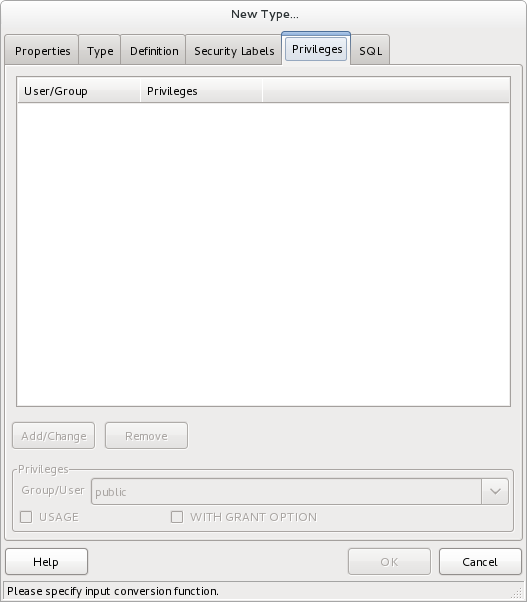 New Type...
Properties Type Definition Security Labels Privileges SQL
User/Group Privileges
Add/Change Remove
Privileges
Group/User public
USAGE WITH GRANT OPTION
Help OK Cancel
Please specify input conversion function.